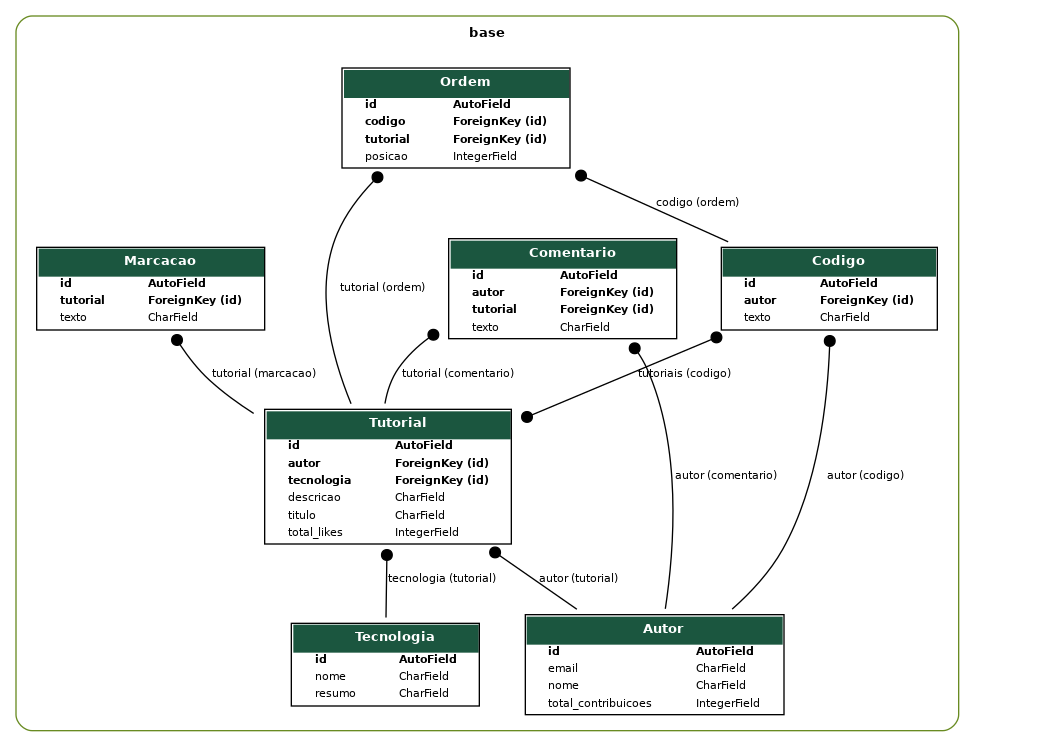 base
Ordem
id AutoField
codigo ForeignKey (id)
tutorial ForeignKey (id)
posicao IntegerField
codigo (ordem)
Marcacao
id AutoField
tutorial ForeignKey (id)
texto CharField
tutorial (ordem)
Comentario
id AutoField
autor ForeignKey (id)
tutorial ForeignKey (id)
texto CharField
Codigo
id AutoField
autor ForeignKey (id)
texto CharField
tutorial (marcacao)
tutorial (comentario)
tutoriais (codigo)
Tutorial
id AutoField
autor ForeignKey (id)
tecnologia ForeignKey (id)
descricao CharField
titulo CharField
total_likes IntegerField
autor (comentario)
autor (codigo)
tecnologia (tutorial)
autor (tutorial)
Tecnologia
id AutoField
nome CharField
resumo CharField
Autor
id AutoField
email CharField
nome CharField
total_contribuicoes IntegerField